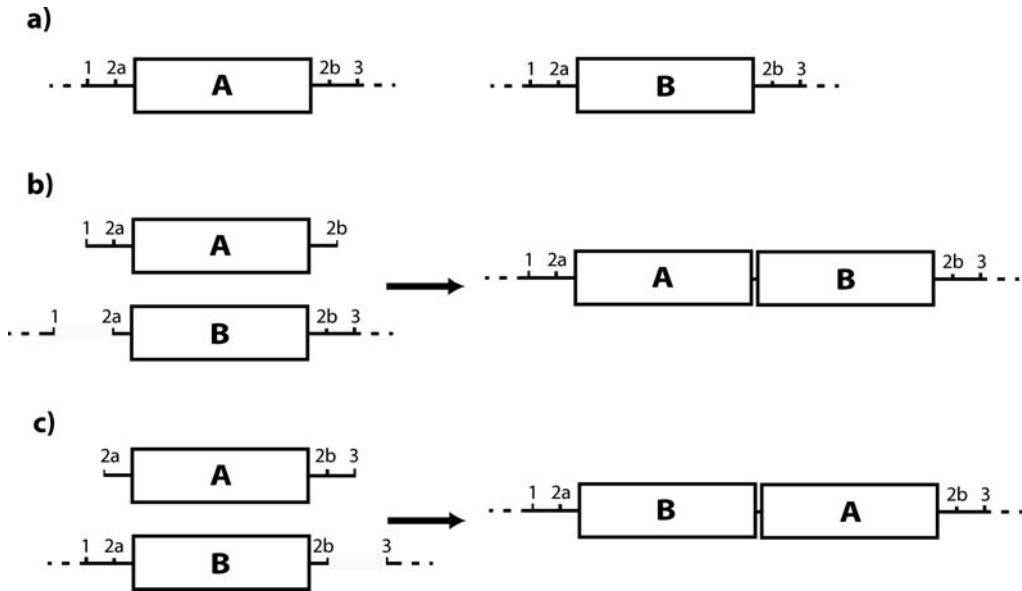 a)
1 2a A 2b 3 1 2a B 2b 3
b)
1 2a A 2b
1 2a B 2b 3
1 2a A B 2b 3
c)
2a A 2b 3
1 2a B 2b 3
1 2a B A 2b 3